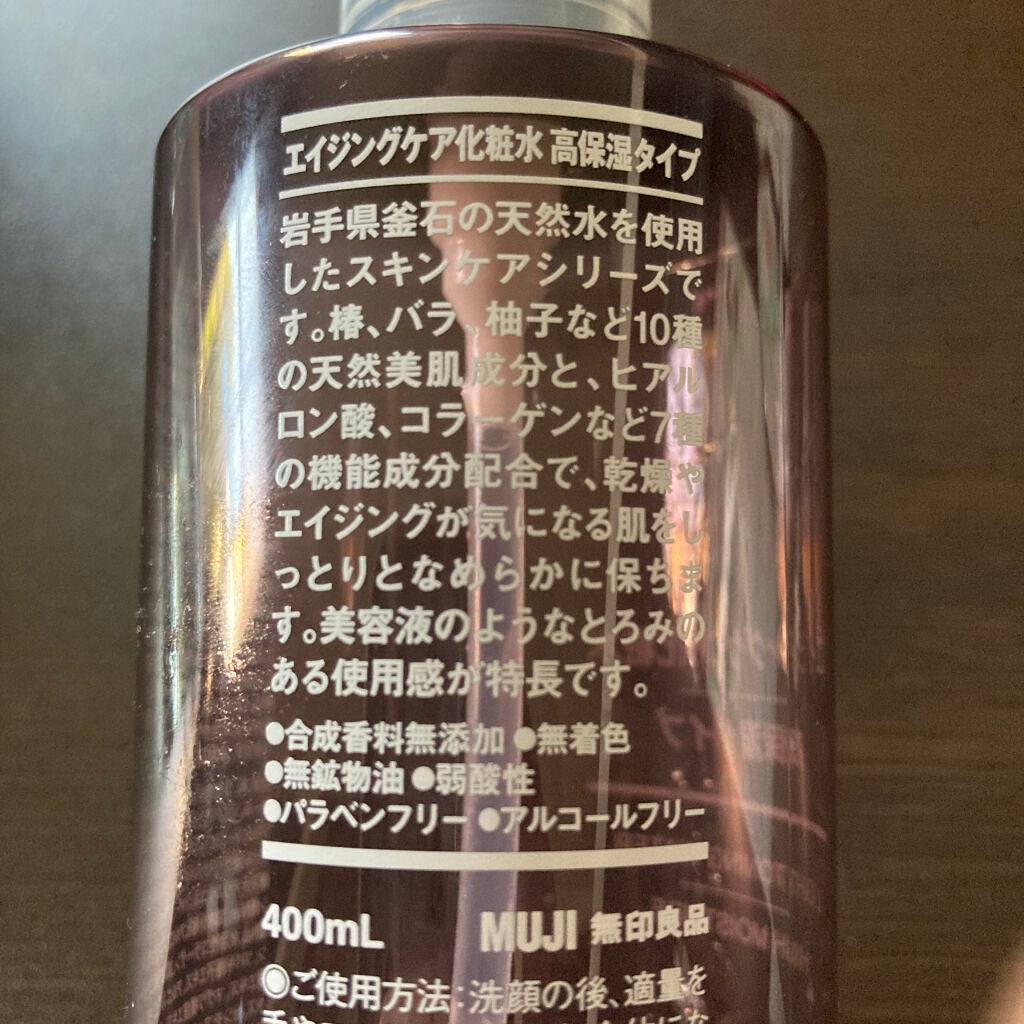 エイジングケア化粧水 高保湿タイプ
岩手県釜石の天然水を使用
したスキンケアシリーズで
す。椿、バラ、柚子など10種
の天然美肌成分と、ヒアル
ロン酸、コラーゲンなど7種
の機能成分配合で、乾燥や
エイジングが気になる肌をし
っとりとなめらかに保ちま
す。美容液のようなとろみの
ある使用感が特長です。
●合成香料無添加 ●無着色
●無鉱物油 ●弱酸性
●パラベンフリー ●アルコールフリー
400mL MUJI 無印良品
◎ご使用方法:洗顔の後、適量を